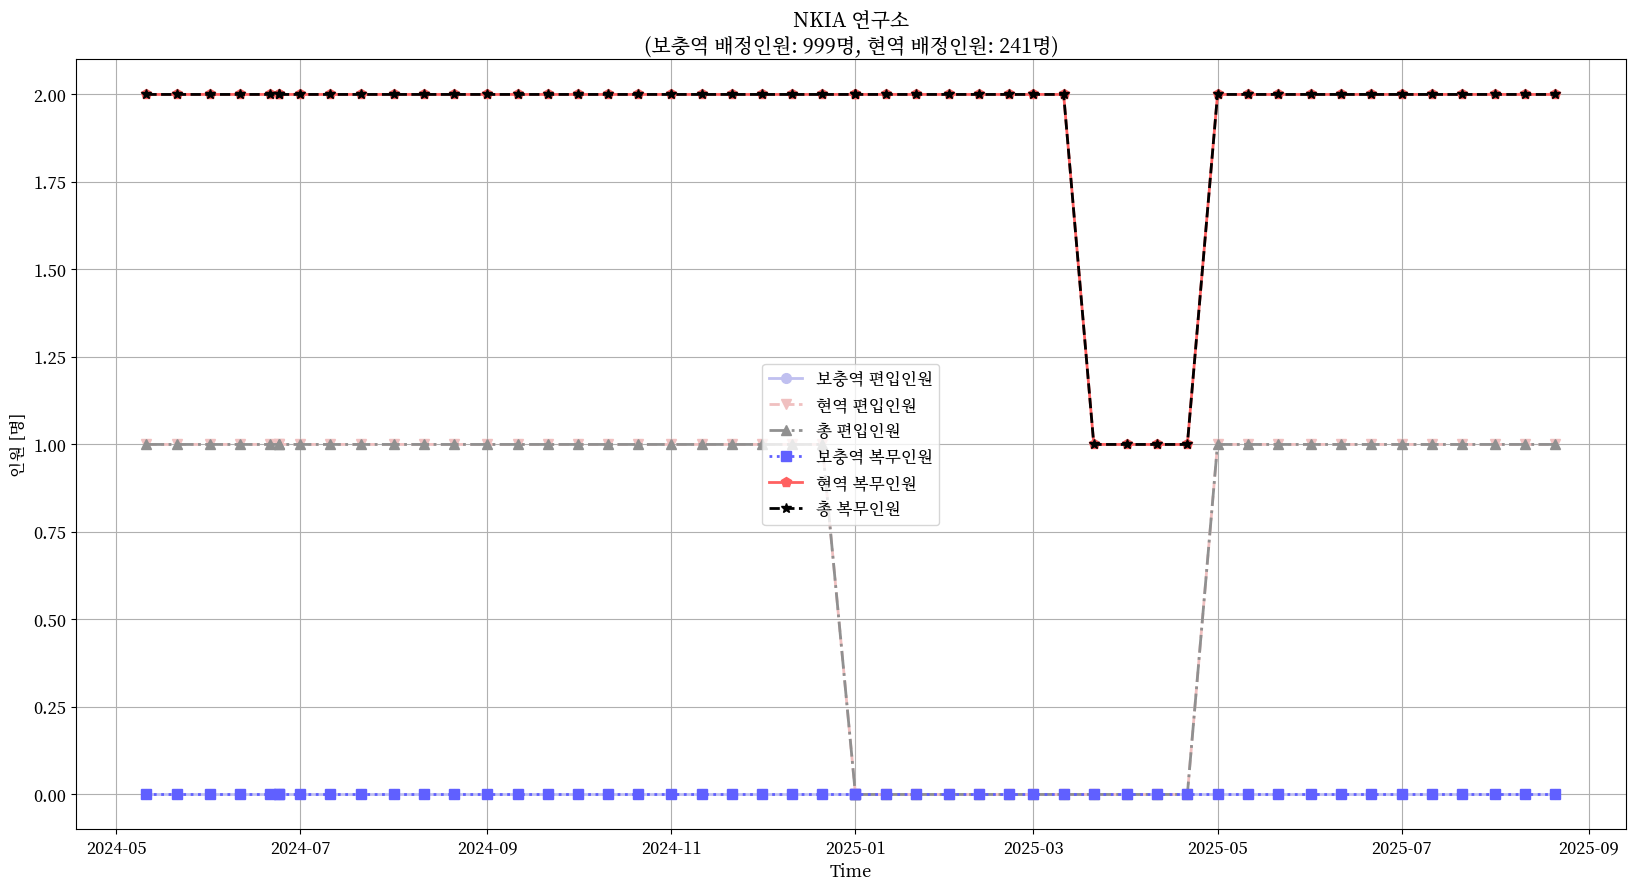 NKIA 연구소
(보충역 배정인원: 999명, 현역 배정인원: 241명)
인원 [명]
2.00
1.75
1.50
1.25
1.00
0.75
0.50
0.25
0.00
보충역 편입인원
현역 편입인원
총 편입인원
보충역 복무인원
현역 복무인원
총 복무인원
2024-05 2024-07 2024-09 2024-11 2025-01 2025-03 2025-05 2025-07 2025-09
Time